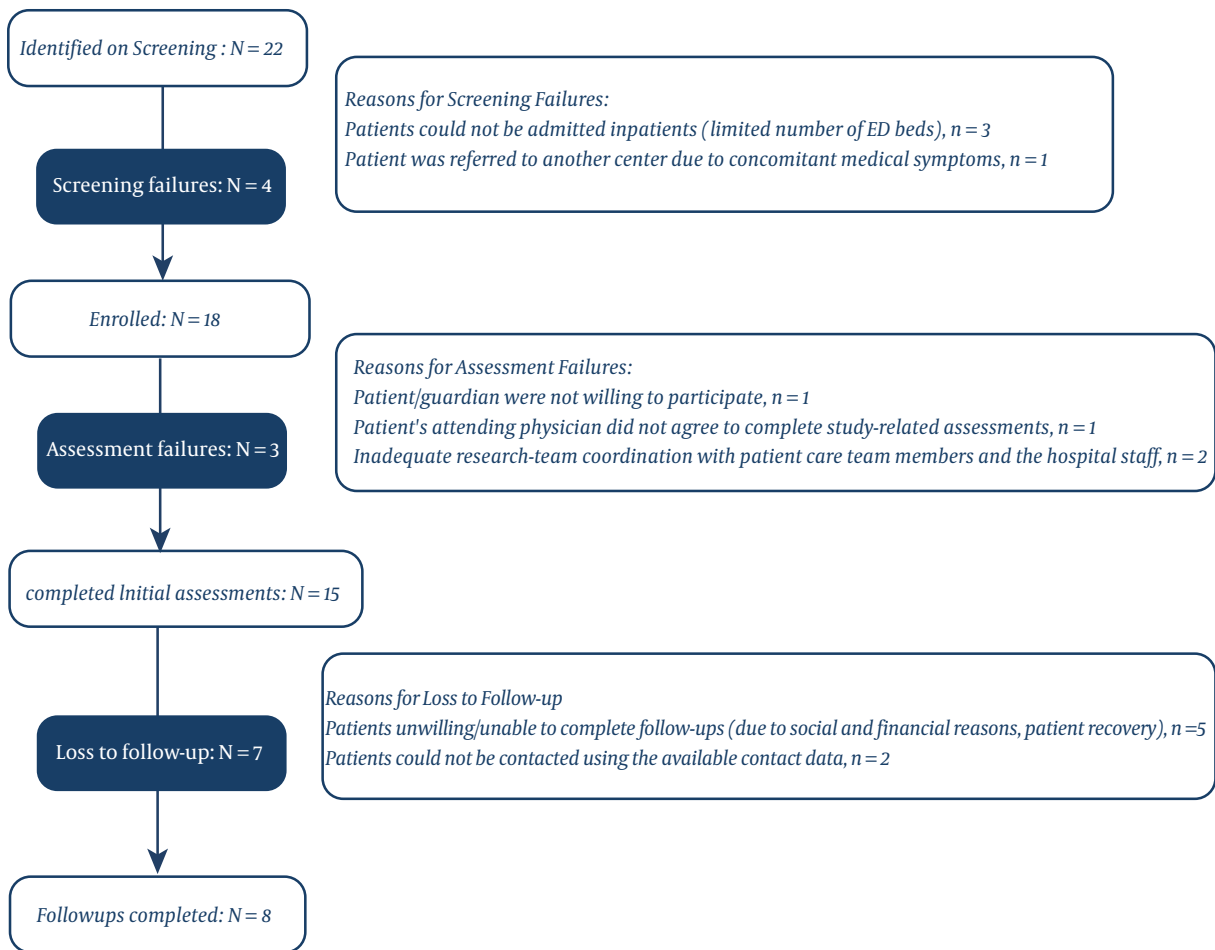 Identified on Screening : N = 22
Reasons for Screening Failures:
Patients could not be admitted inpatients (limited number of ED beds), n = 3
Patient was referred to another center due to concomitant medical symptoms, n = 1
Screening failures: N = 4
Enrolled: N = 18
Reasons for Assessment Failures:
Patient/guardian were not willing to participate, n = 1
Patient's attending physician did not agree to complete study-related assessments, n = 1
Inadequate research-team coordination with patient care team members and the hospital staff, n = 2
Assessment failures: N = 3
completed Initial assessments: N = 15
Reasons for Loss to Follow-up
Patients unwilling/unable to complete follow-ups (due to social and financial reasons, patient recovery), n =5
Patients could not be contacted using the available contact data, n = 2
Loss to follow-up: N = 7
Followups completed: N = 8